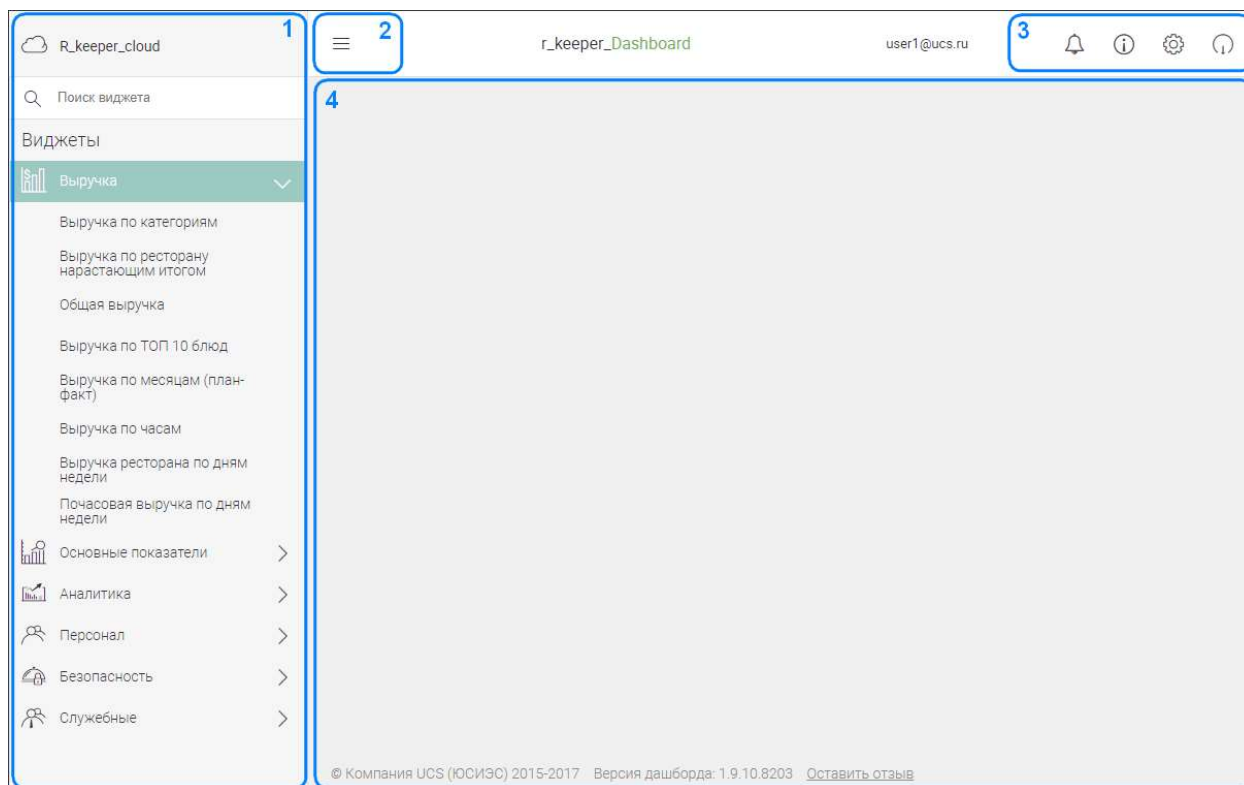 1
R_keeper_cloud
2
r_keeper_Dashboard
user1@ucs.ru
3
Поиск виджета
4
Виджеты
Выручка
Выручка по категориям
Выручка по ресторану
нарастающим итогом
Общая выручка
Выручка по ТОП 10 блюд
Выручка по месяцам (план-
факт)
Выручка по часам
Выручка ресторана по дням
недели
Почасовая выручка по дням
недели
Основные показатели
Аналитика
Персонал
Безопасность
Служебные
© Компания UCS (ЮСИЭС) 2015-2017 Версия дашборда: 1.9.10.8203 Оставить отзыв